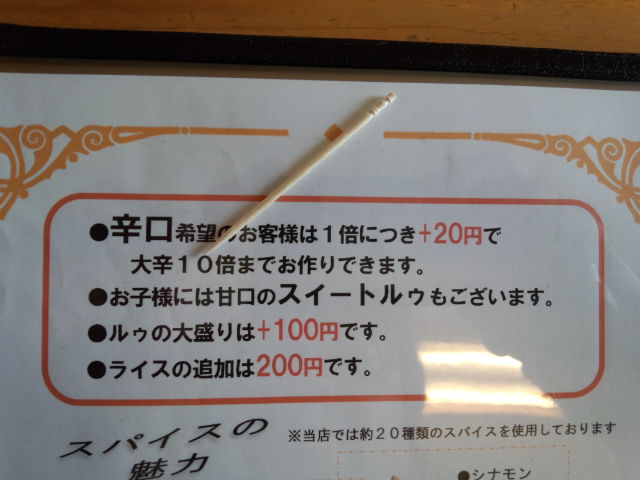 ●辛口希望のお客様は１倍につき+20円で
大辛１０倍までお作りできます。
●お子様には甘口のスイートルゥもございます。
●ルゥの大盛りは+100円です。
●ライスの追加は200円です。
スパイスの
魅力
※当店では約２０種類のスパイスを使用しております
●シナモン